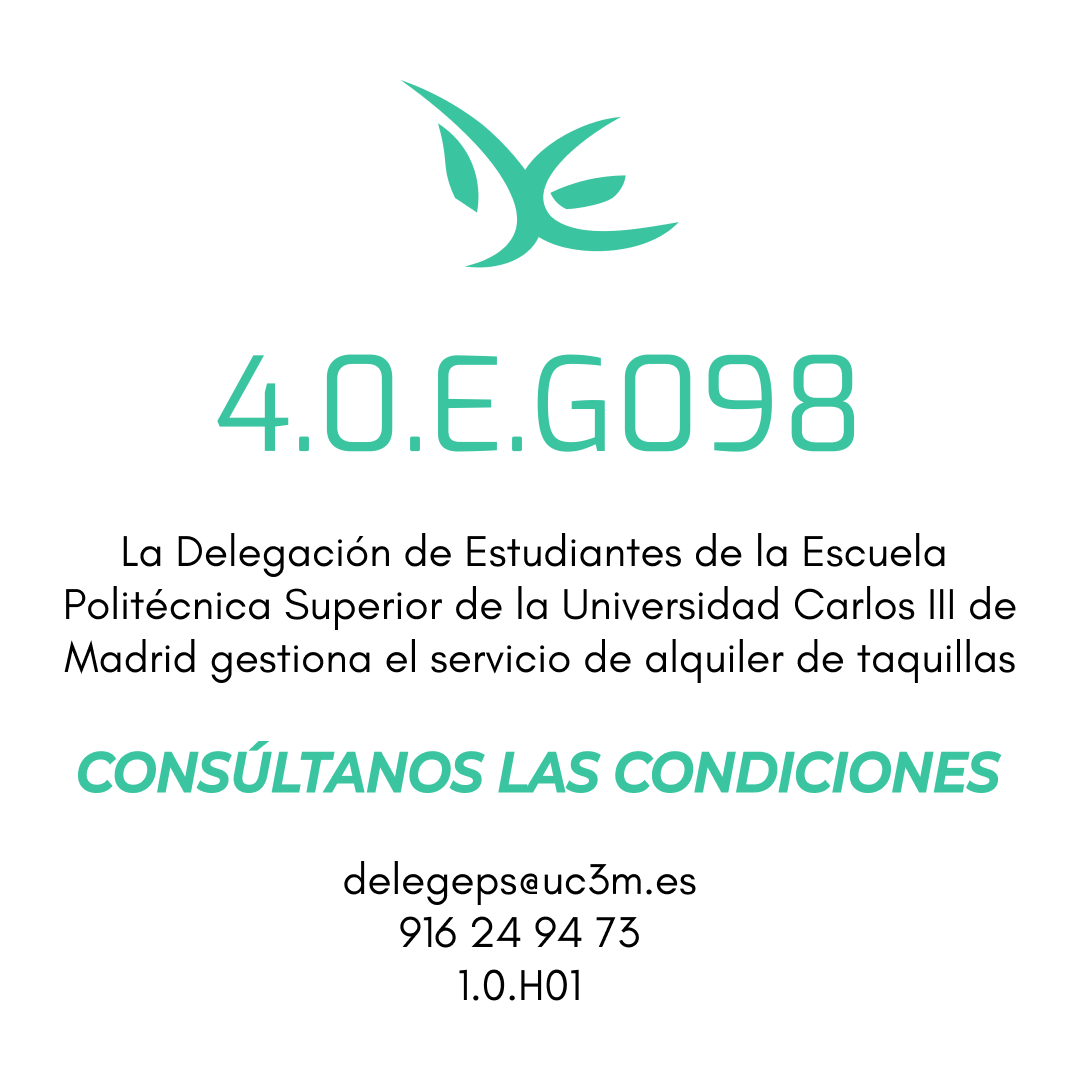 4.0.E.G098
La Delegación de Estudiantes de la Escuela
Politécnica Superior de la Universidad Carlos III de
Madrid gestiona el servicio de alquiler de taquillas
CONSÚLTANOS LAS CONDICIONES
delegeps@uc3m.es
916 24 94 73
1.0.H01